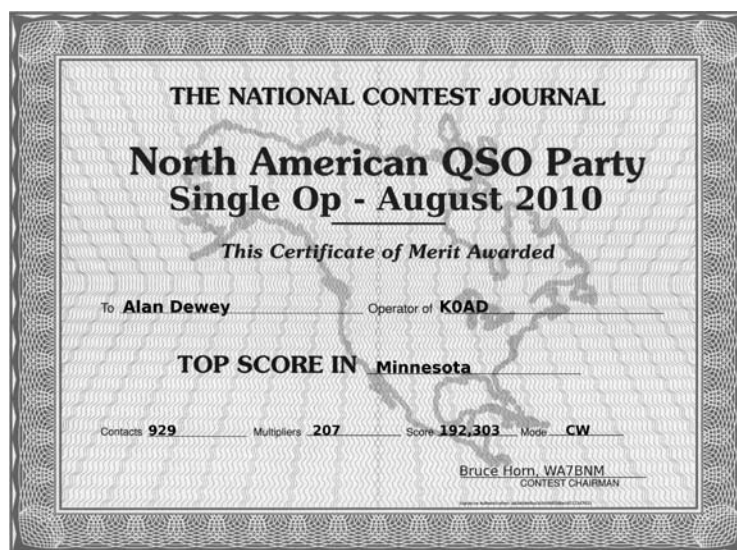 THE NATIONAL CONTEST JOURNAL
North American QSO Party
Single Op - August 2010
This Certificate of Merit Awarded
To Alan Dewey Operator of K0AD
TOP SCORE IN Minnesota
Contacts 929 Multipliers 207 Score 192,303 Mode CW
Bruce Horn, WA7BNM
CONTEST CHAIRMAN